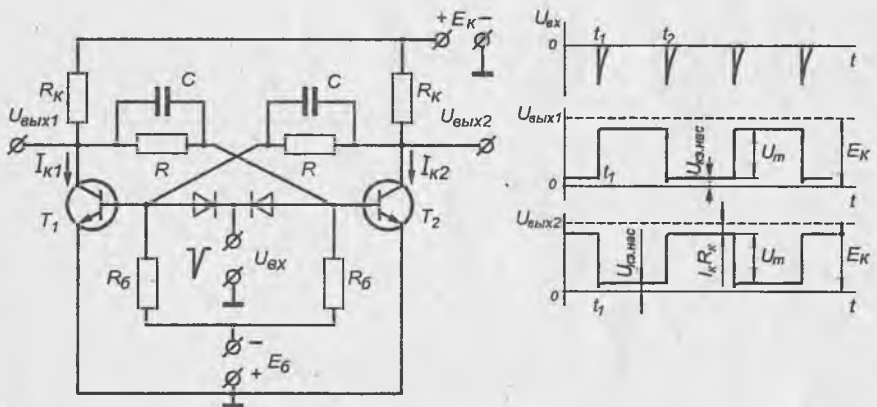 + Eк −
Rк
C
C
Rк
Uвых1
Uвых2
R
R
Iк1
Iк2
T1
T2
Uвх
Rб
Rб
−
+ Eб
Uвх
0
t1
t2
t
Uвых1
0
t1
Uкэ.нас
Um
Eк
t
Uвых2
0
t1
Uкэ.нас
IкRк
Um
Eк
t